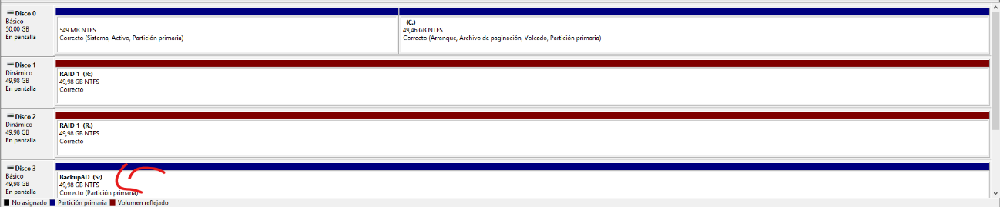 Disco 0
Básico
50,00 GB
En pantalla
549 MB NTFS
Correcto (Sistema, Activo, Partición primaria)
(C:)
49,46 GB NTFS
Correcto (Arranque, Archivo de paginación, Volcado, Partición primaria)
Disco 1
Dinámico
49,98 GB
En pantalla
RAID 1 (R:)
49,98 GB NTFS
Correcto
Disco 2
Dinámico
49,98 GB
En pantalla
RAID 1 (R:)
49,98 GB NTFS
Correcto
Disco 3
Básico
49,98 GB
En pantalla
BackupAD (S:)
49,98 GB NTFS
Correcto (Partición primaria)
No asignado Partición primaria Volumen reflejado